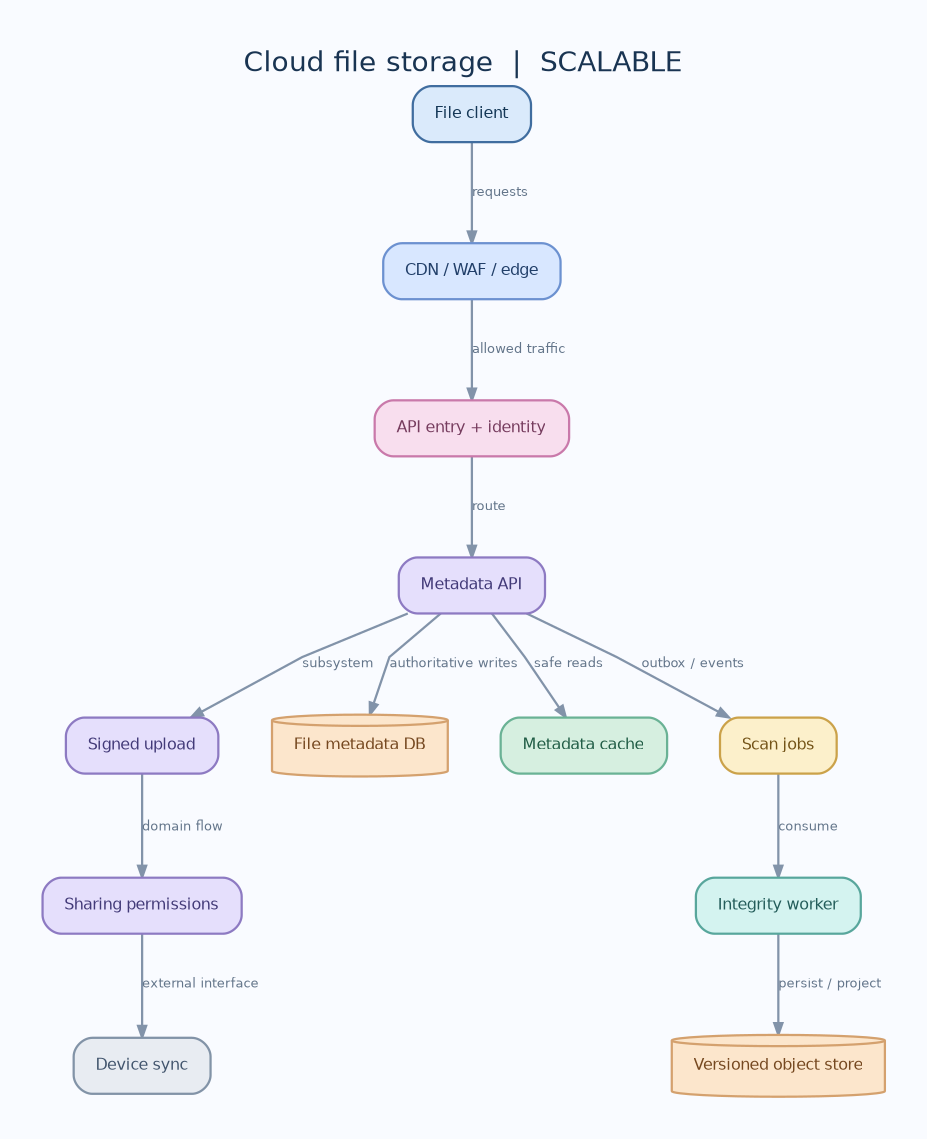 Cloud file storage | SCALABLE
File client
requests
CDN / WAF / edge
allowed traffic
API entry + identity
route
Metadata API
subsystem
authoritative writes
safe reads
outbox / events
Signed upload
File metadata DB
Metadata cache
Scan jobs
domain flow
consume
Sharing permissions
Integrity worker
external interface
persist / project
Device sync
Versioned object store